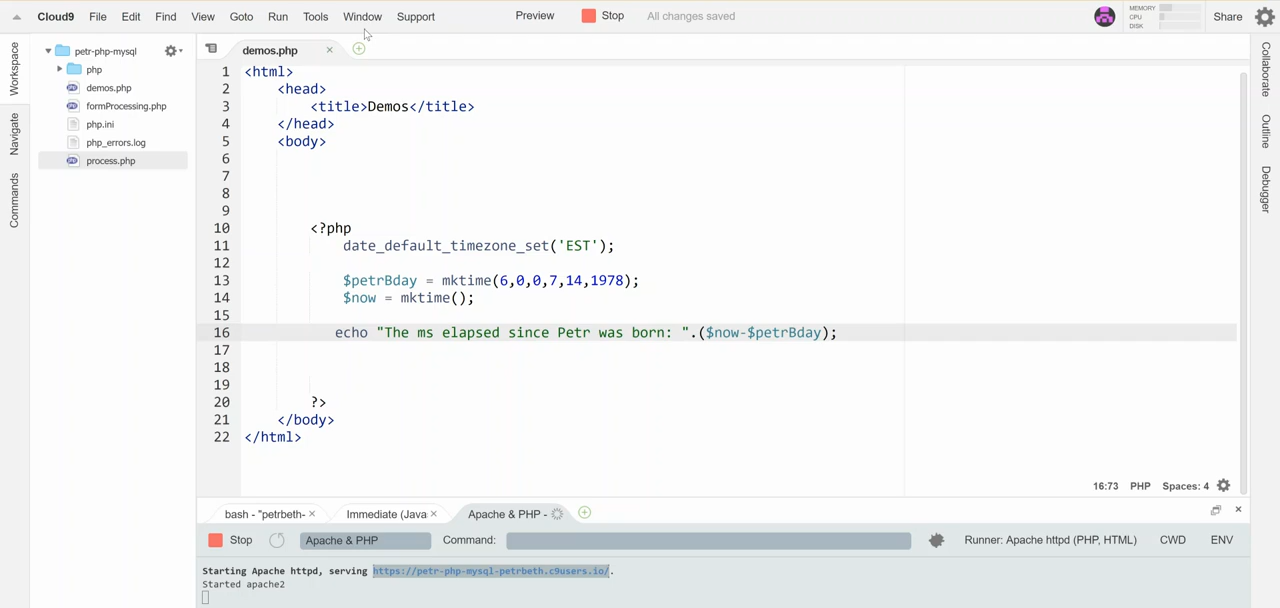 Cloud9 File Edit Find View Goto Run Tools Window Support Preview Stop All changes saved MEMORY CPU DISK Share
Workspace
Navigate
Commands
petr-php-mysql
php
demos.php
formProcessing.php
php.ini
php_errors.log
process.php
demos.php
1 <html>
2 <head>
3 <title>Demos</title>
4 </head>
5 <body>
6
7
8
9
10 <?php
11 date_default_timezone_set('EST');
12
13 $petrBday = mktime(6,0,0,7,14,1978);
14 $now = mktime();
15
16 echo "The ms elapsed since Petr was born: ".($now-$petrBday);
17
18
19
20 ?>
21 </body>
22 </html>
16:73 PHP Spaces: 4
Collaborate
Outline
Debugger
bash - "petrbeth- Immediate (Java Apache & PHP -
Stop Apache & PHP Command: Runner: Apache httpd (PHP, HTML) CWD ENV
Starting Apache httpd, serving https://petr-php-mysql-petrbeth.c9users.io/.
Started apache2